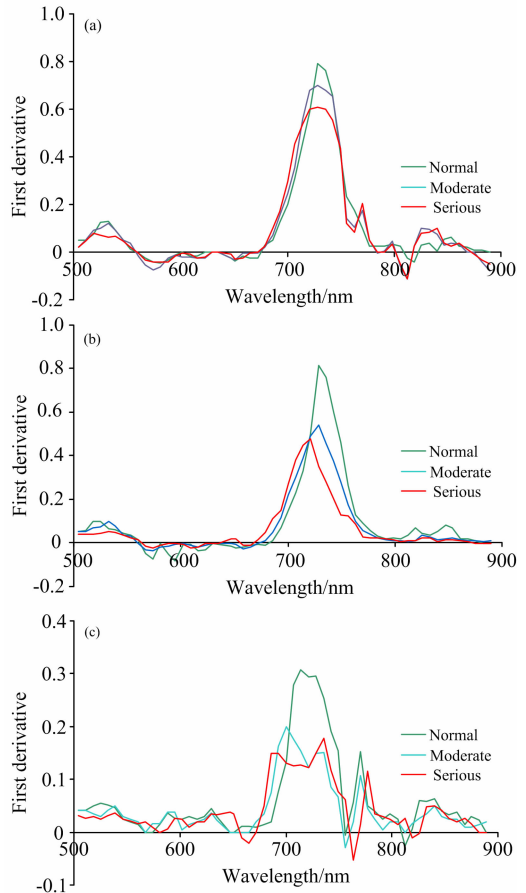 (a)
1.0
0.8
0.6
0.4
0.2
0
-0.2
First derivative
500
600
700
800
900
Wavelength/nm
Normal
Moderate
Serious
(b)
1.0
0.8
0.6
0.4
0.2
0
-0.2
First derivative
500
600
700
800
900
Wavelength/nm
Normal
Moderate
Serious
(c)
0.4
0.3
0.2
0.1
0
-0.1
First derivative
500
600
700
800
900
Wavelength/nm
Normal
Moderate
Serious